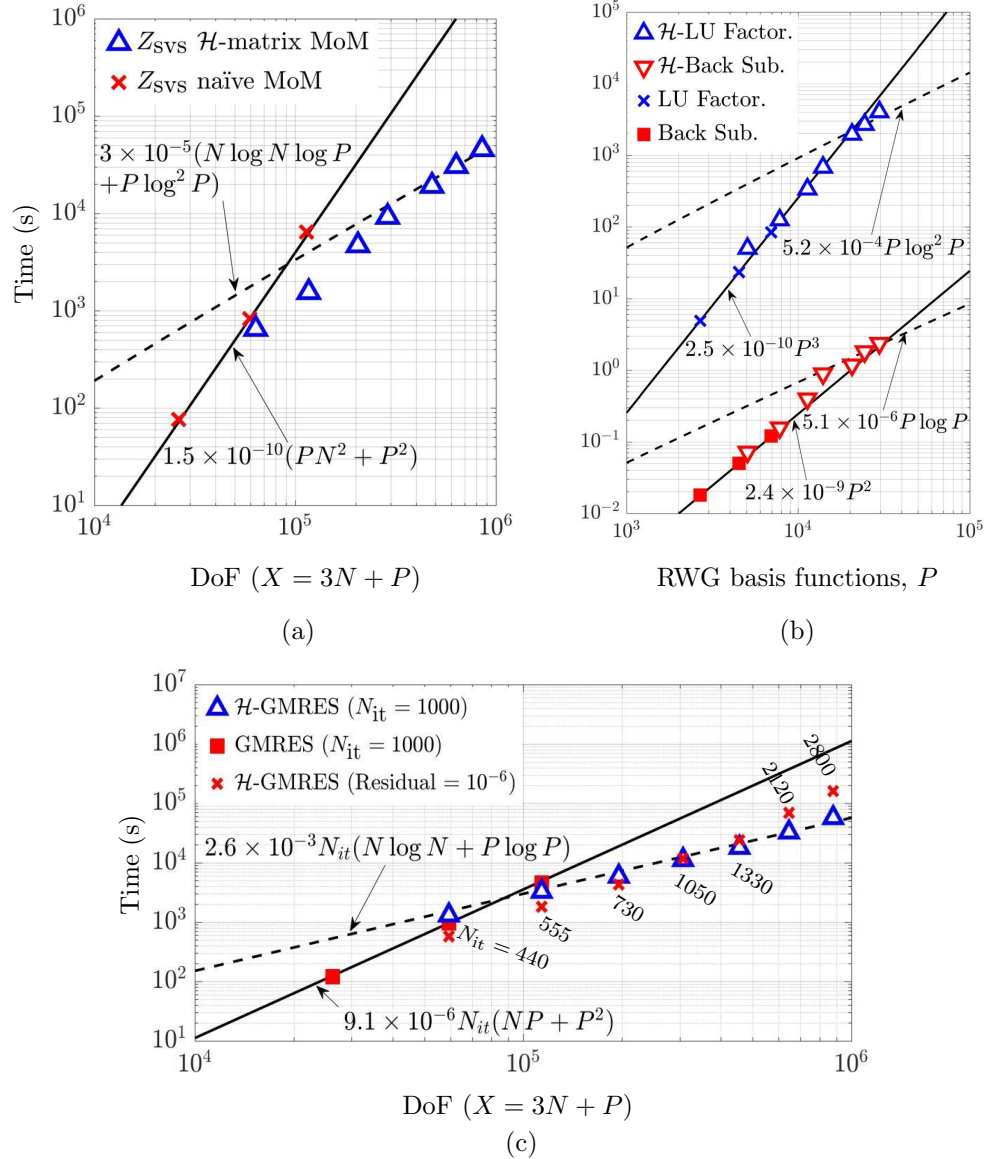 (a)
10^6
10^5
10^4
10^3
10^2
10^1
Time (s)
Z_SVS H-matrix MoM
Z_SVS naïve MoM
3 × 10^−5(N log N log P
+P log^2 P)
1.5 × 10^−10(PN^2 + P^2)
10^4 10^5 10^6
DoF (X = 3N + P)
(a)
10^5
10^4
10^3
10^2
10^1
10^0
10^−1
10^−2
H-LU Factor.
H-Back Sub.
LU Factor.
Back Sub.
5.2 × 10^−4 P log^2 P
2.5 × 10^−10 P^3
5.1 × 10^−6 P log P
2.4 × 10^−9 P^2
10^3 10^4 10^5
RWG basis functions, P
(b)
10^7
10^6
10^5
10^4
10^3
10^2
10^1
Time (s)
H-GMRES (N_it = 1000)
GMRES (N_it = 1000)
H-GMRES (Residual = 10^−6)
2.6 × 10^−3 N_it(N log N + P log P)
9.1 × 10^−6 N_it(NP + P^2)
N_it = 440
555
730
1050
1330
2120
2800
10^4 10^5 10^6
DoF (X = 3N + P)
(c)